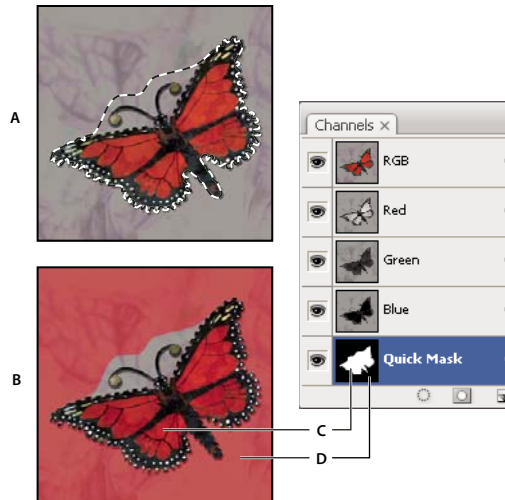 A
Channels ×
RGB
Red
Green
Blue
Quick Mask
B
C
D